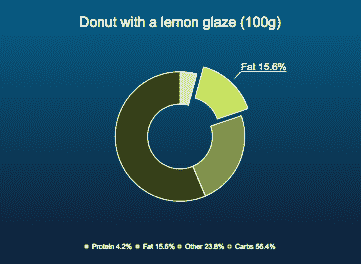 Donut with a lemon glaze (100g)
Fat 15.6%
Protein 4.2% Fat 15.6% Other 23.8% Carbs 56.4%